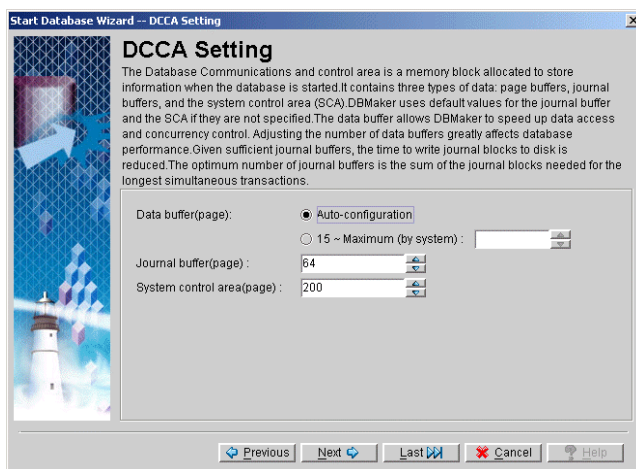 Start Database Wizard -- DCCA Setting
DCCA Setting
The Database Communications and control area is a memory block allocated to store
information when the database is started.It contains three types of data: page buffers, journal
buffers, and the system control area (SCA).DBMaker uses default values for the journal buffer
and the SCA if they are not specified.The data buffer allows DBMaker to speed up data access
and concurrency control. Adjusting the number of data buffers greatly affects database
performance.Given sufficient journal buffers, the time to write journal blocks to disk is
reduced.The optimum number of journal buffers is the sum of the journal blocks needed for the
longest simultaneous transactions.
Data buffer(page): Auto-configuration
15 ~ Maximum (by system) :
Journal buffer(page) : 64
System control area(page) : 200
Previous Next Last Cancel Help